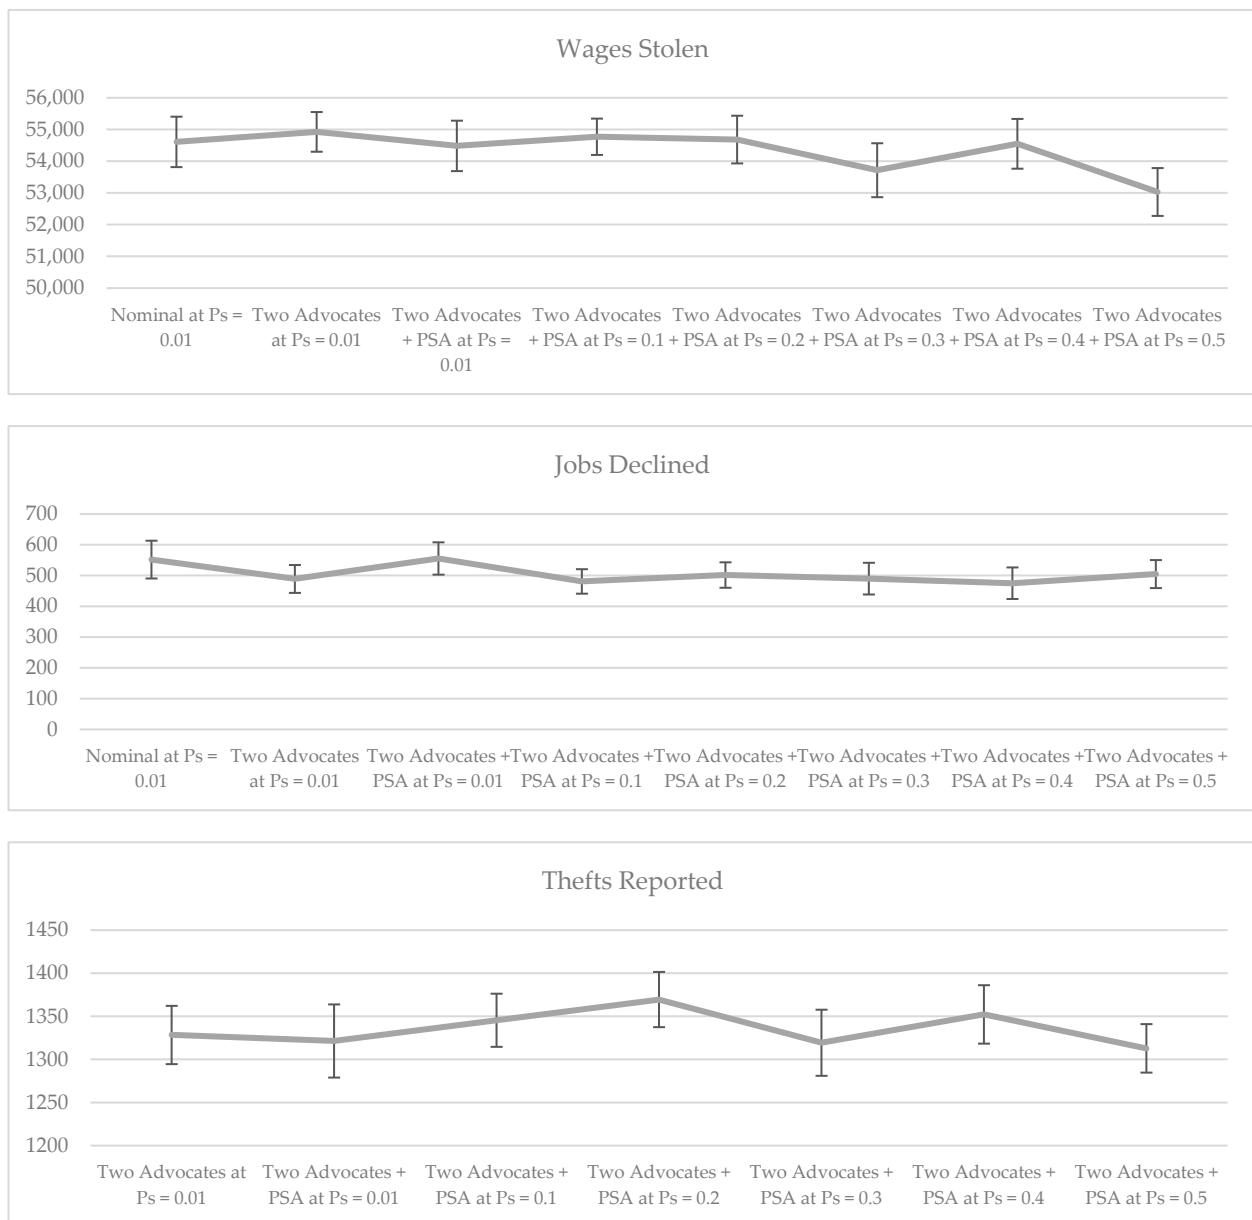 Wages Stolen
56,000
55,000
54,000
53,000
52,000
51,000
50,000
Nominal at Ps = Two Advocates Two Advocates Two Advocates Two Advocates Two Advocates Two Advocates Two Advocates
0.01 at Ps = 0.01 + PSA at Ps = + PSA at Ps = 0.1 + PSA at Ps = 0.2 + PSA at Ps = 0.3 + PSA at Ps = 0.4 + PSA at Ps = 0.5
0.01
Jobs Declined
700
600
500
400
300
200
100
0
Nominal at Ps = Two Advocates Two Advocates +Two Advocates +Two Advocates +Two Advocates +Two Advocates +Two Advocates +
0.01 at Ps = 0.01 PSA at Ps = 0.01 PSA at Ps = 0.1 PSA at Ps = 0.2 PSA at Ps = 0.3 PSA at Ps = 0.4 PSA at Ps = 0.5
Thefts Reported
1450
1400
1350
1300
1250
1200
Two Advocates at Two Advocates + Two Advocates + Two Advocates + Two Advocates + Two Advocates + Two Advocates +
Ps = 0.01 PSA at Ps = 0.01 PSA at Ps = 0.1 PSA at Ps = 0.2 PSA at Ps = 0.3 PSA at Ps = 0.4 PSA at Ps = 0.5